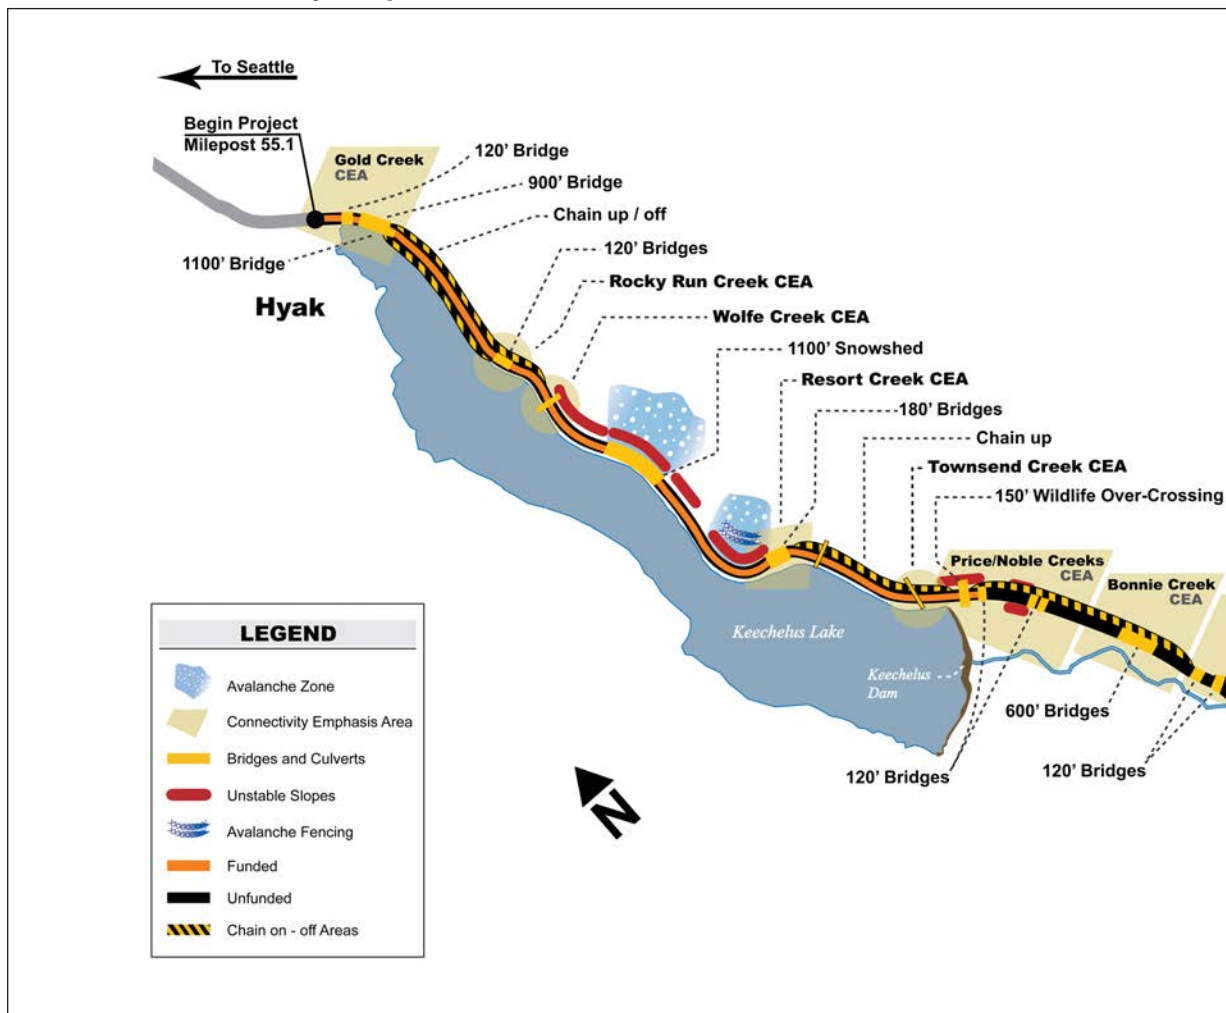 To Seattle
Begin Project
Milepost 55.1
Gold Creek
CEA
120' Bridge
900' Bridge
Chain up / off
1100' Bridge
120' Bridges
Hyak
Rocky Run Creek CEA
Wolfe Creek CEA
1100' Snowshed
Resort Creek CEA
180' Bridges
Chain up
Townsend Creek CEA
150' Wildlife Over-Crossing
Price/Noble Creeks
CEA
Bonnie Creek
CEA
Keechelus Lake
Keechelus
Dam
600' Bridges
120' Bridges
120' Bridges
N
LEGEND
Avalanche Zone
Connectivity Emphasis Area
Bridges and Culverts
Unstable Slopes
Avalanche Fencing
Funded
Unfunded
Chain on - off Areas